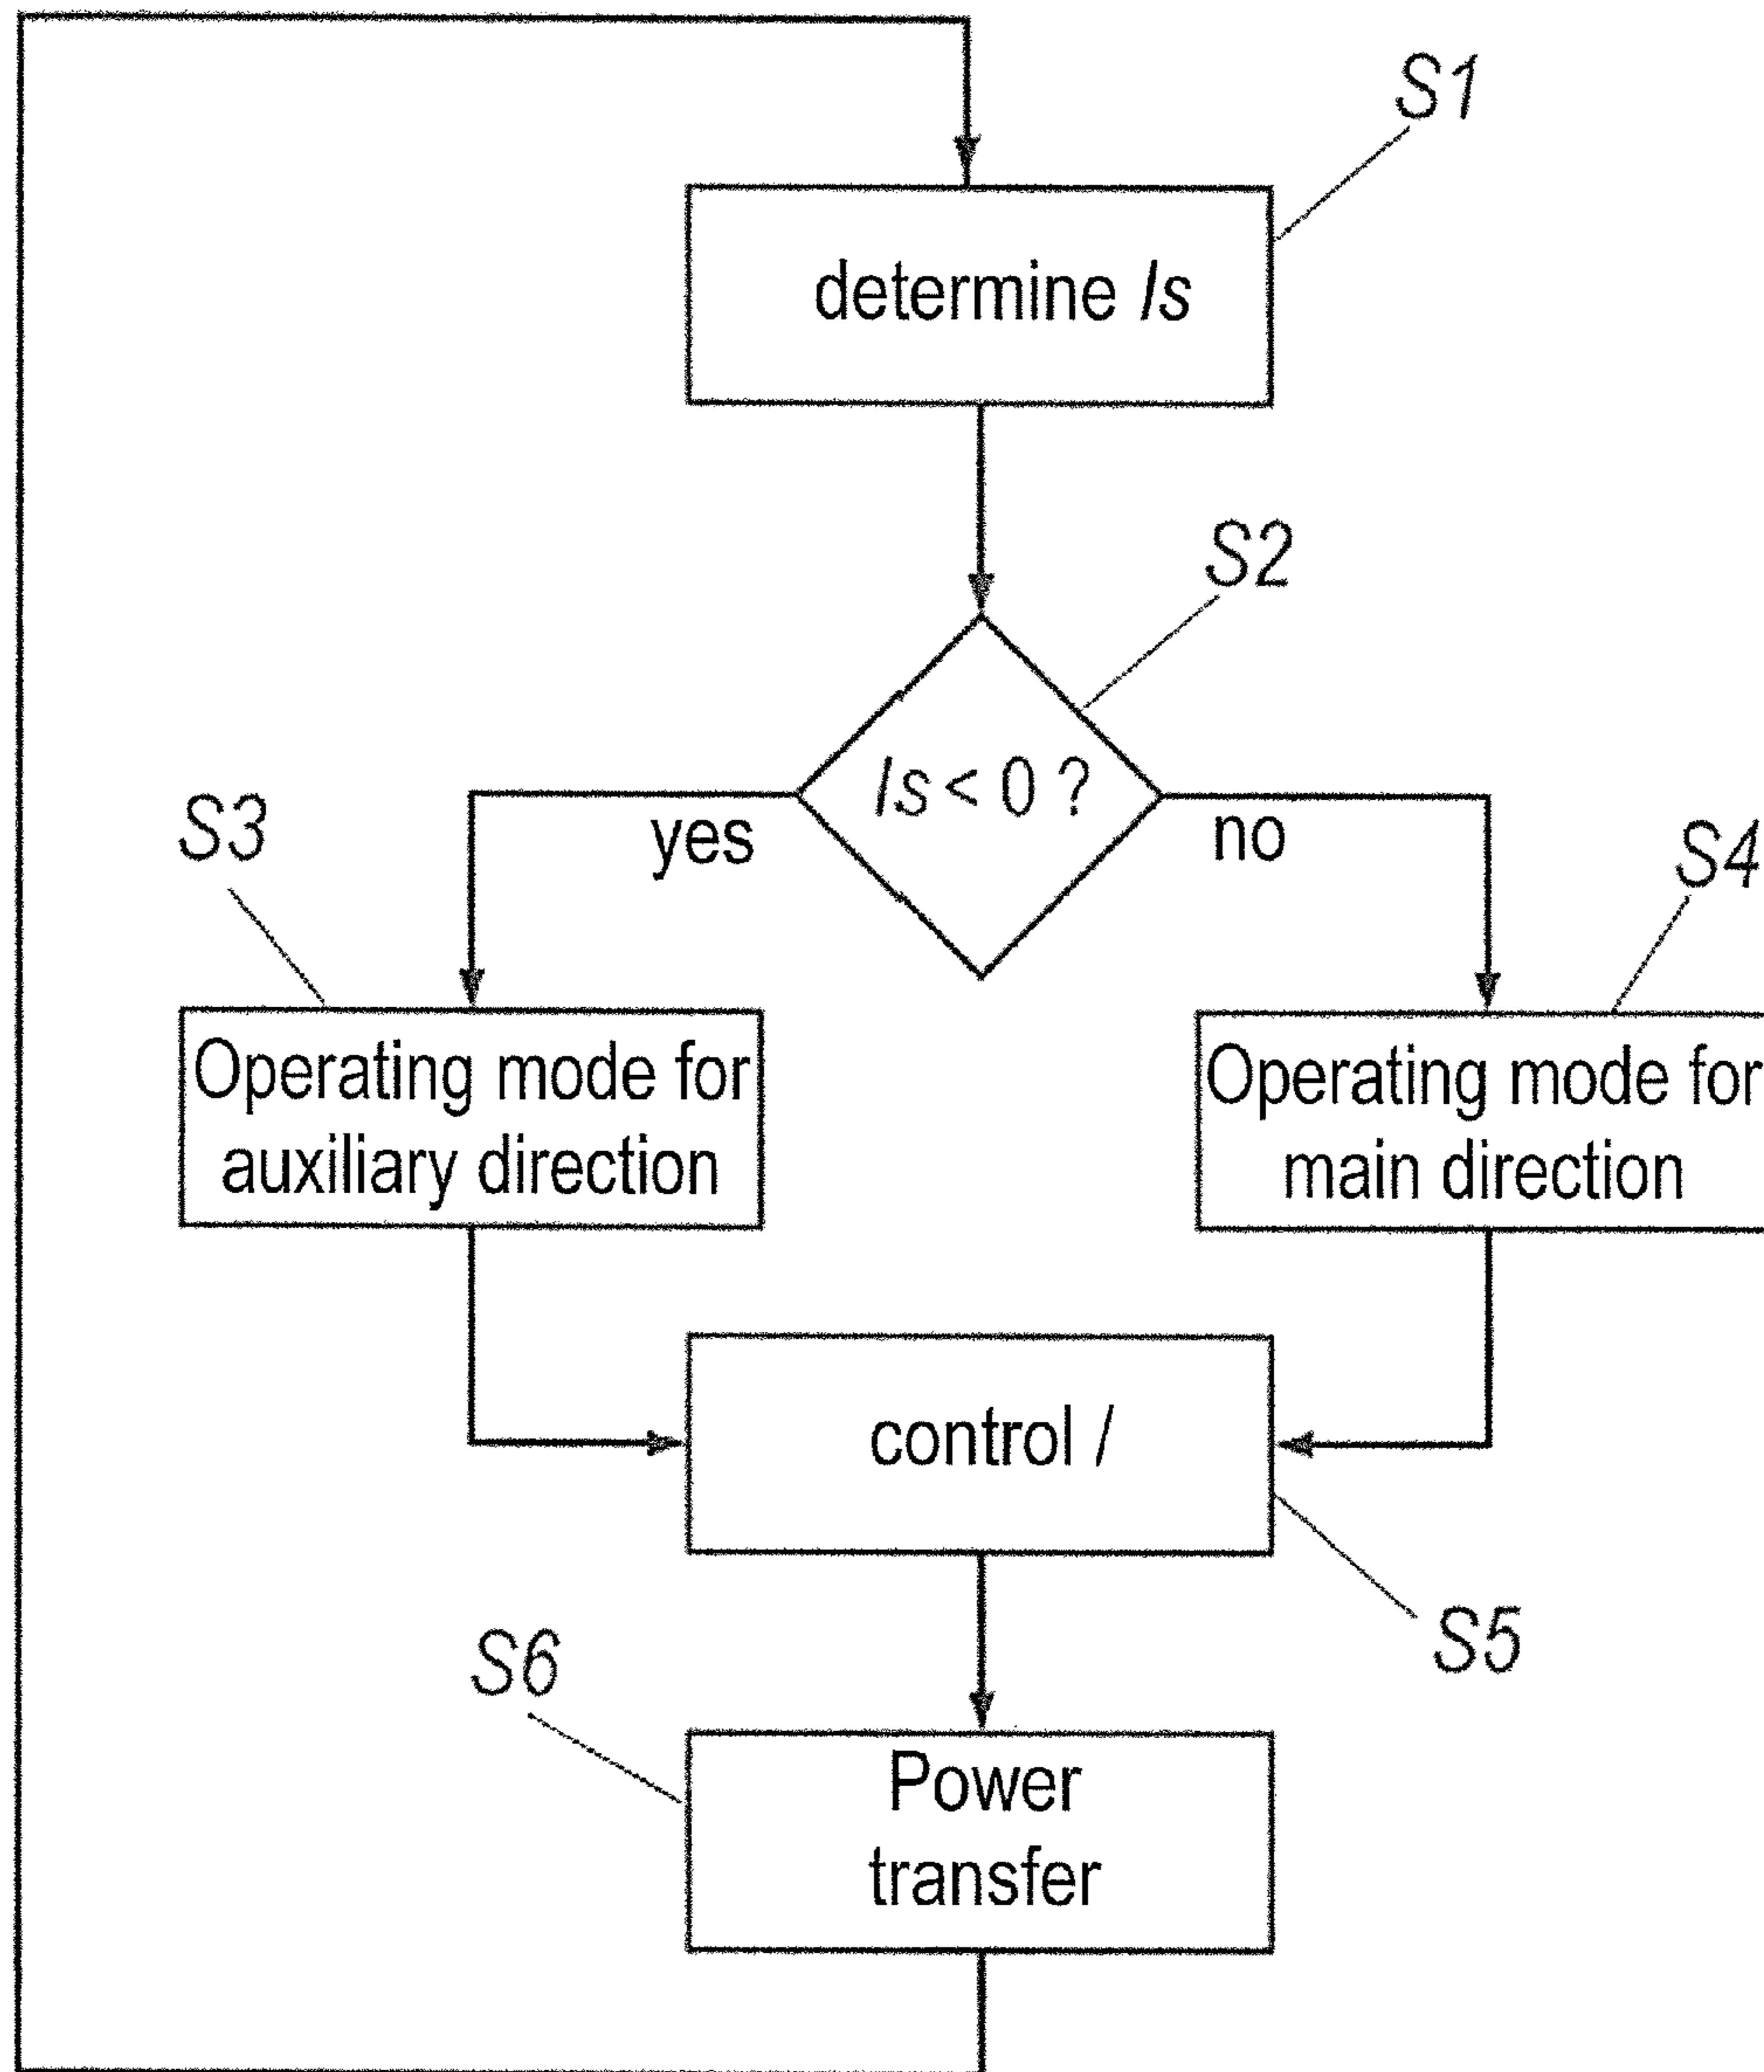 S1
determine Is
S2
Is < 0 ?
yes
no
S3
S4
Operating mode for
auxiliary direction
Operating mode for
main direction
control I
S5
S6
Power
transfer